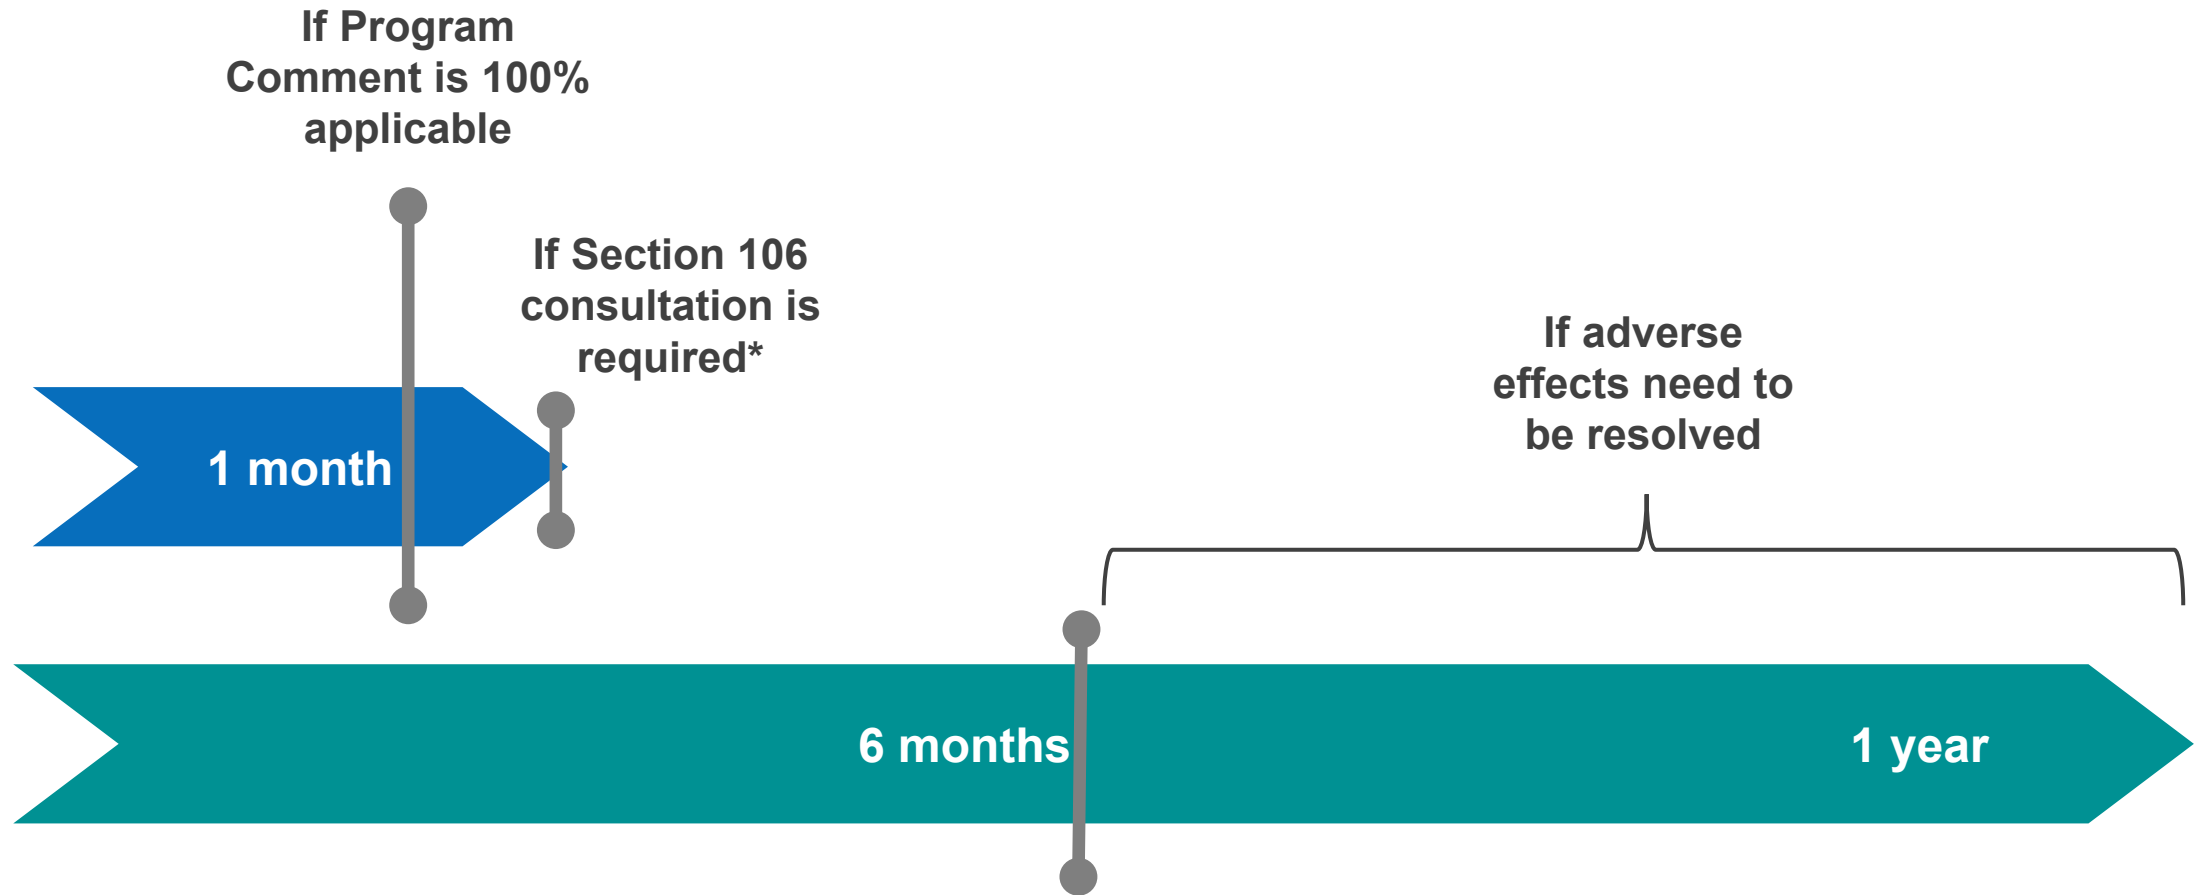 If Program
Comment is 100%
applicable
If Section 106
consultation is
required*
If adverse
effects need to
be resolved
1 month
6 months
1 year